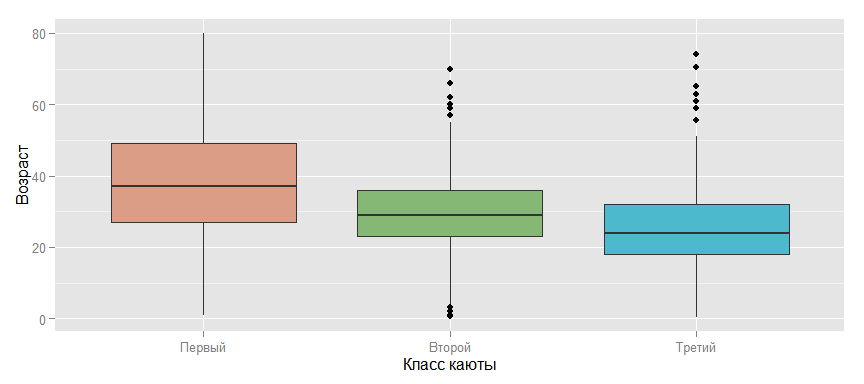 80
60
40
20
0
Возраст
Первый
Второй
Третий
Класс каюты